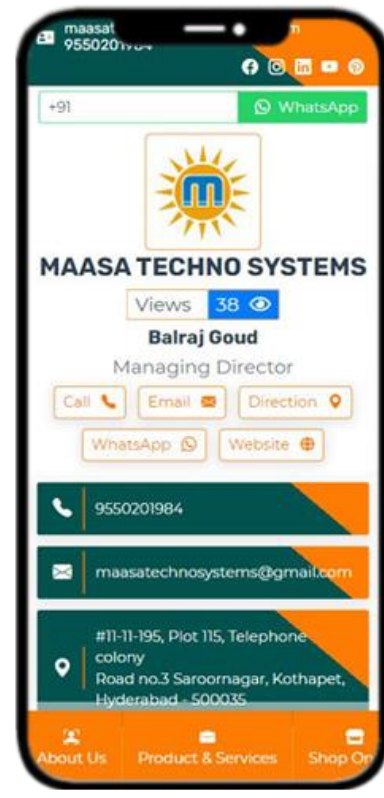 maasat
9550201984
+91
WhatsApp
m
MAASA TECHNO SYSTEMS
Views 38
Balraj Goud
Managing Director
Call Email Direction
WhatsApp Website
9550201984
maasatechnosystems@gmail.com
#11-11-195, Plot 115, Telephone
colony
Road no.3 Saroornagar, Kothapet,
Hyderabad - 500035
About Us Product & Services Shop On